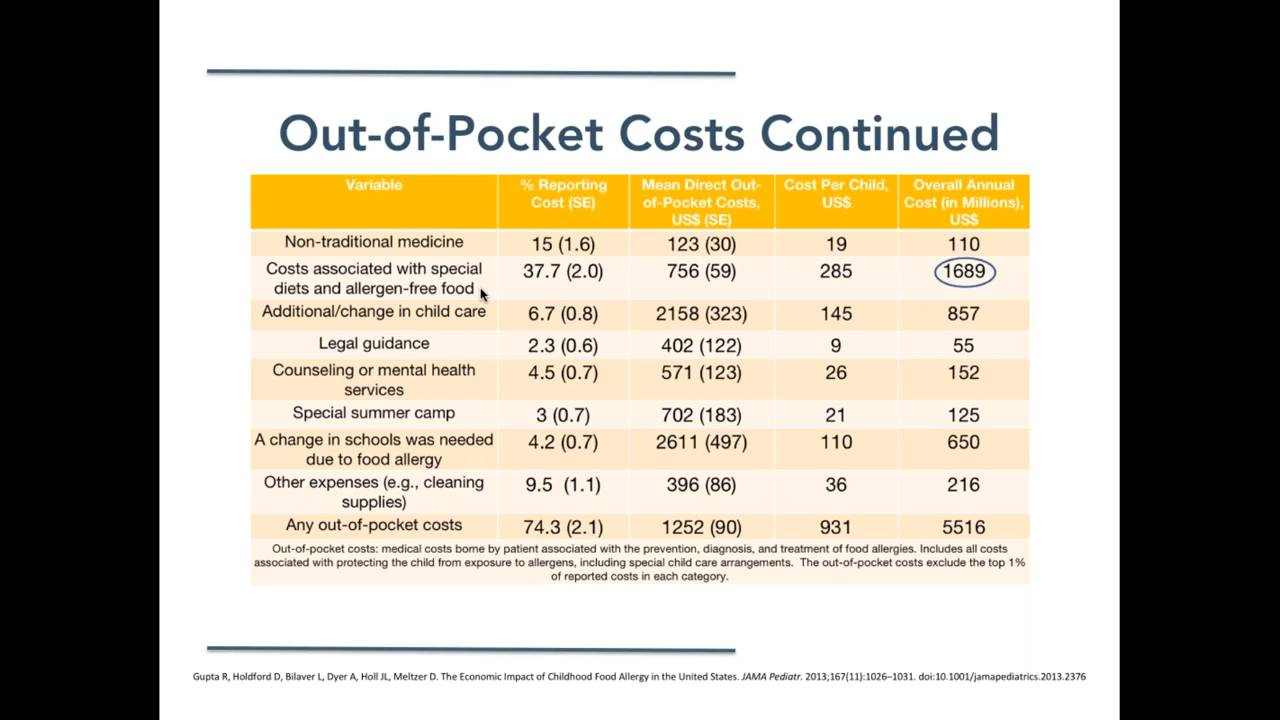 Out-of-Pocket Costs Continued
Variable
% Reporting
Cost (SE)
Mean Direct Out-
of-Pocket Costs,
US$ (SE)
Cost Per Child,
US$
Overall Annual
Cost (in Millions),
US$
Non-traditional medicine
15 (1.6)
123 (30)
19
110
Costs associated with special
diets and allergen-free food
37.7 (2.0)
756 (59)
285
1689
Additional/change in child care
6.7 (0.8)
2158 (323)
145
857
Legal guidance
2.3 (0.6)
402 (122)
9
55
Counseling or mental health
services
4.5 (0.7)
571 (123)
26
152
Special summer camp
3 (0.7)
702 (183)
21
125
A change in schools was needed
due to food allergy
4.2 (0.7)
2611 (497)
110
650
Other expenses (e.g., cleaning
supplies)
9.5 (1.1)
396 (86)
36
216
Any out-of-pocket costs
74.3 (2.1)
1252 (90)
931
5516
Out-of-pocket costs: medical costs borne by patient associated with the prevention, diagnosis, and treatment of food allergies. Includes all costs
associated with protecting the child from exposure to allergens, including special child care arrangements. The out-of-pocket costs exclude the top 1%
of reported costs in each category.
Gupta R, Holdford D, Bilaver L, Dyer A, Holl JL, Meltzer D. The Economic Impact of Childhood Food Allergy in the United States. JAMA Pediatr. 2013;167(11):1026–1031. doi:10.1001/jamapediatrics.2013.2376